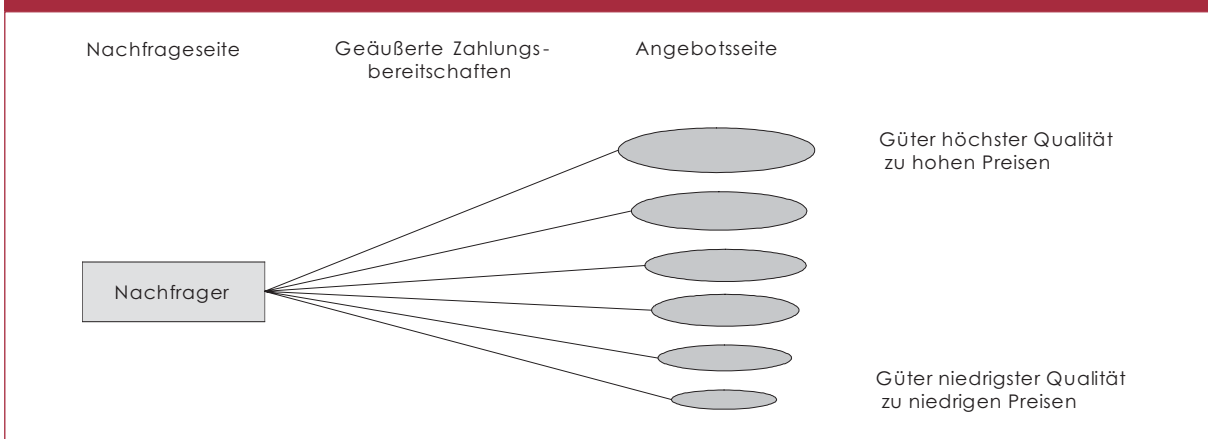 Nachfrageseite
Geäußerte Zahlungs-
bereitschaften
Angebotsseite
Güter höchster Qualität
zu hohen Preisen
Nachfrager
Güter niedrigster Qualität
zu niedrigen Preisen